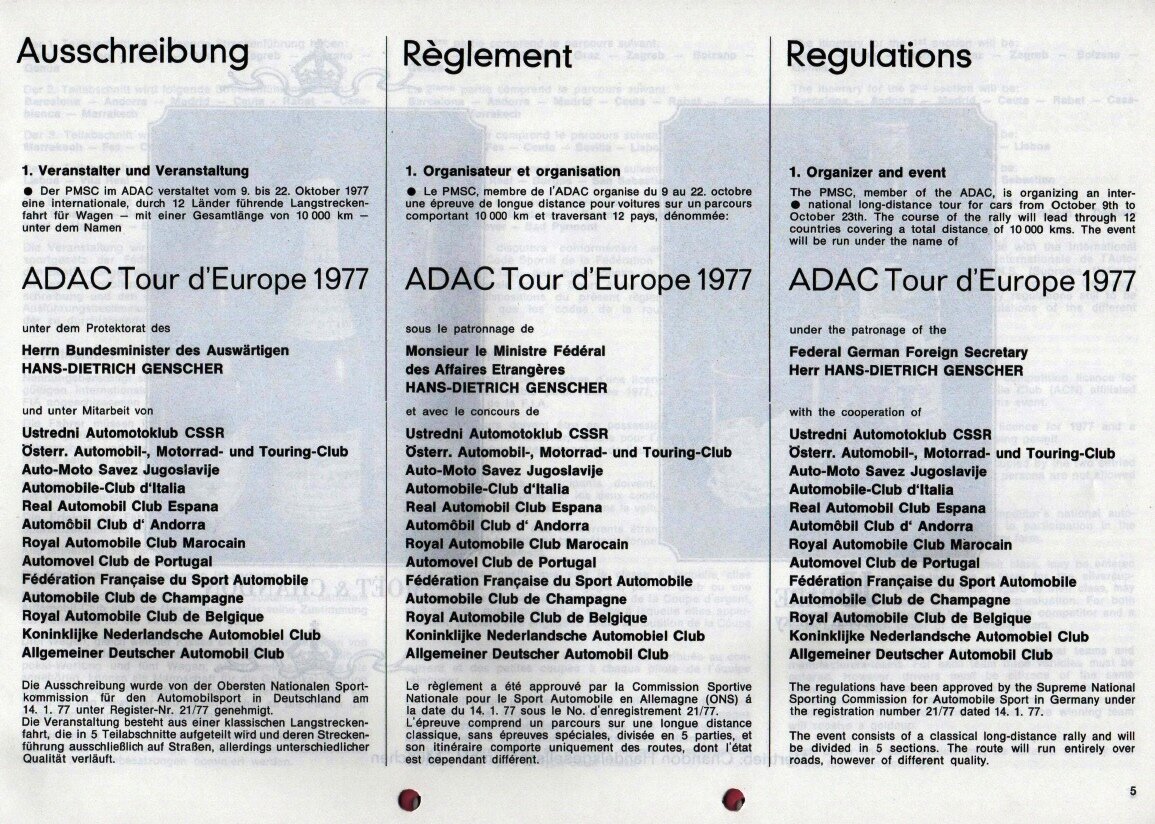 Ausschreibung
1. Veranstalter und Veranstaltung
● Der PMSC im ADAC verstaltet vom 9. bis 22. Oktober 1977
eine internationale, durch 12 Länder führende Langstrecken-
fahrt für Wagen — mit einer Gesamtlänge von 10 000 km —
unter dem Namen
ADAC Tour d'Europe 1977
unter dem Protektorat des
Herrn Bundesminister des Auswärtigen
HANS-DIETRICH GENSCHER
und unter Mitarbeit von
Ustredni Automotoklub CSSR
Österr. Automobil-, Motorrad- und Touring-Club
Auto-Moto Savez Jugoslavije
Automobile-Club d'Italia
Real Automobil Club Espana
Automôbil Club d' Andorra
Royal Automobile Club Marocain
Automovel Club de Portugal
Fédération Française du Sport Automobile
Automobile Club de Champagne
Royal Automobile Club de Belgique
Koninklijke Nederlandsche Automobiel Club
Allgemeiner Deutscher Automobil Club
Die Ausschreibung wurde von der Obersten Nationalen Sport-
kommission für den Automobilsport in Deutschland am
14. 1. 77 unter Register-Nr. 21/77 genehmigt.
Die Veranstaltung besteht aus einer klassischen Langstrecken-
fahrt, die in 5 Teilabschnitte aufgeteilt wird und deren Strecken-
führung ausschließlich auf Straßen, allerdings unterschiedlicher
Qualität verläuft.
Règlement
1. Organisateur et organisation
● Le PMSC, membre de l'ADAC organise du 9 au 22. octobre
une épreuve de longue distance pour voitures sur un parcours
comportant 10 000 km et traversant 12 pays, dénommée:
ADAC Tour d'Europe 1977
sous le patronnage de
Monsieur le Ministre Fédéral
des Affaires Etrangères
HANS-DIETRICH GENSCHER
et avec le concours de
Ustredni Automotoklub CSSR
Österr. Automobil-, Motorrad- und Touring-Club
Auto-Moto Savez Jugoslavije
Automobile-Club d'Italia
Real Automobil Club Espana
Automôbil Club d' Andorra
Royal Automobile Club Marocain
Automovel Club de Portugal
Fédération Française du Sport Automobile
Automobile Club de Champagne
Royal Automobile Club de Belgique
Koninklijke Nederlandsche Automobiel Club
Allgemeiner Deutscher Automobil Club
Le règlement a été approuvé par la Commission Sportive
Nationale pour le Sport Automobile en Allemagne (ONS) á
la date du 14. 1. 77 sous le No. d'enregistrement 21/77.
L'épreuve comprend un parcours sur une longue distance
classique, sans épreuves spéciales, divisée en 5 parties, et
son itinéraire comporte uniquement des routes, dont l'état
est cependant différent.
Regulations
1. Organizer and event
The PMSC, member of the ADAC, is organizing an inter-
● national long-distance tour for cars from October 9th to
October 23th. The course of the rally will lead through 12
countries covering a total distance of 10 000 kms. The event
will be run under the name of
ADAC Tour d'Europe 1977
under the patronage of the
Federal German Foreign Secretary
Herr HANS-DIETRICH GENSCHER
with the cooperation of
Ustredni Automotoklub CSSR
Österr. Automobil-, Motorrad- und Touring-Club
Auto-Moto Savez Jugoslavije
Automobile-Club d'Italia
Real Automobil Club Espana
Automôbil Club d' Andorra
Royal Automobile Club Marocain
Automovel Club de Portugal
Fédération Française du Sport Automobile
Automobile Club de Champagne
Royal Automobile Club de Belgique
Koninklijke Nederlandsche Automobiel Club
Allgemeiner Deutscher Automobil Club
The regulations have been approved by the Supreme National
Sporting Commission for Automobile Sport in Germany under
the registration number 21/77 dated 14. 1. 77.
The event consists of a classical long-distance rally and will
be divided in 5 sections. The route will run entirely over
roads, however of different quality.
5